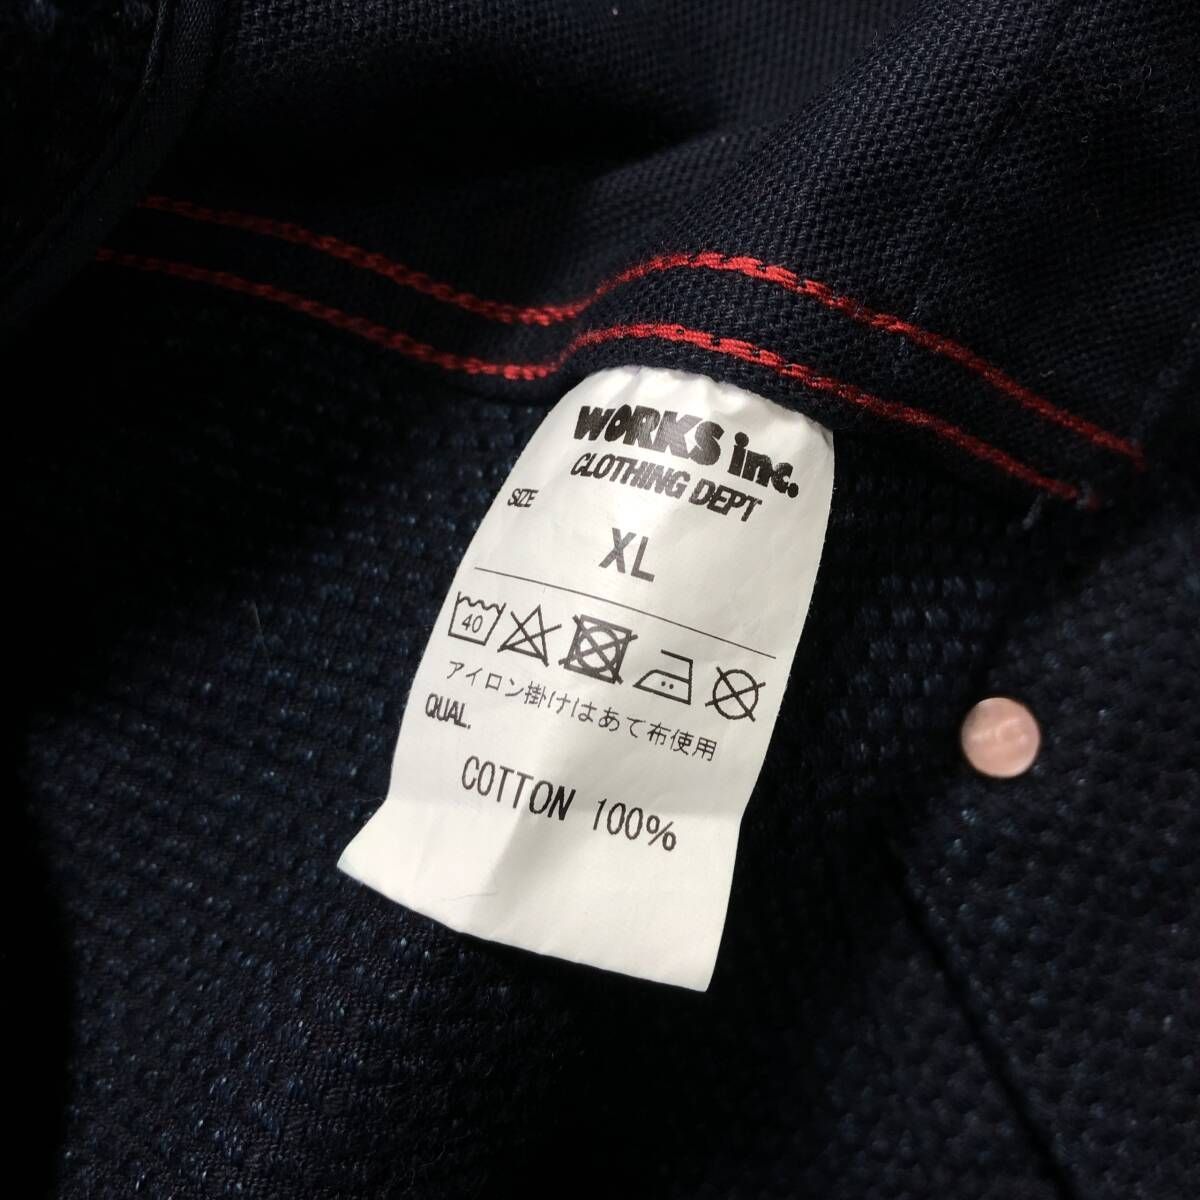 WORKS inc.
CLOTHING DEPT
SIZE
XL
40
アイロン掛けはあて布使用
QUAL.
COTTON 100%